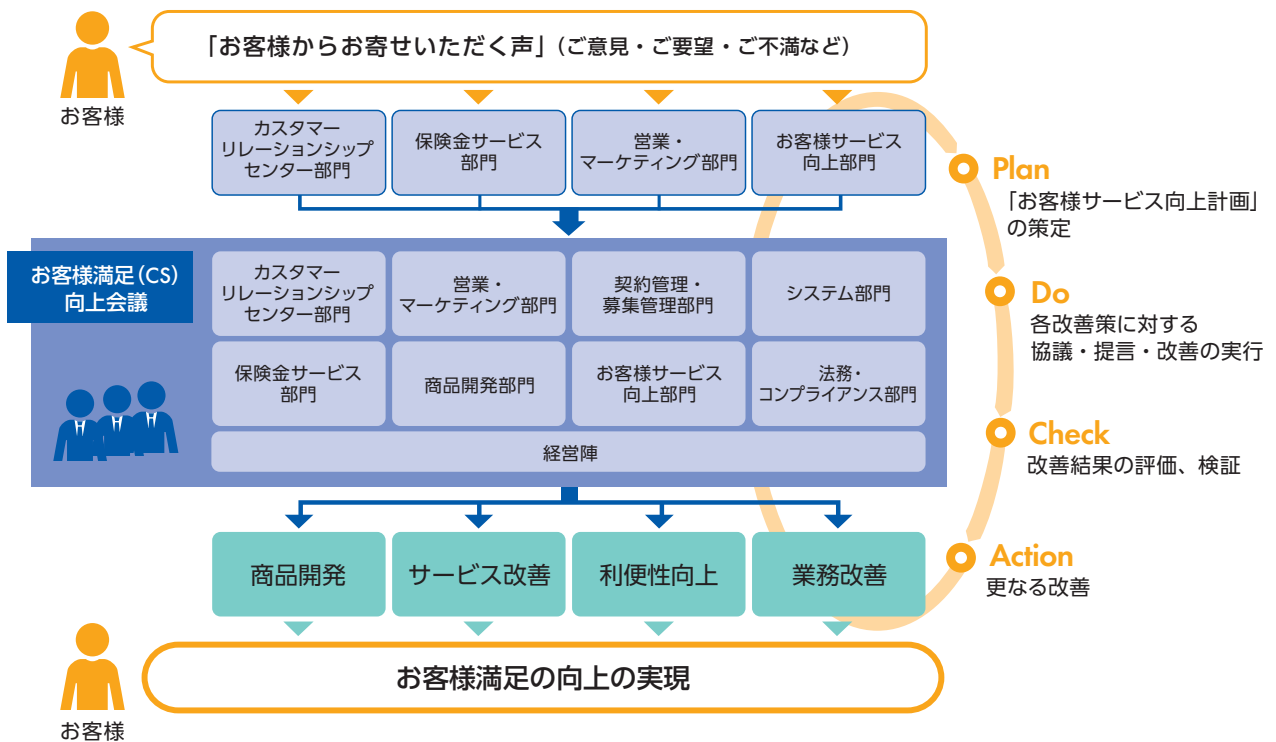 「お客様からお寄せいただく声」（ご意見・ご要望・ご不満など）
お客様
カスタマー
リレーションシップ
センター部門
保険金サービス
部門
営業・
マーケティング部門
お客様サービス
向上部門
Plan
「お客様サービス向上計画」
の策定
お客様満足（CS）
向上会議
カスタマー
リレーションシップ
センター部門
営業・
マーケティング部門
契約管理・
募集管理部門
システム部門
Do
各改善策に対する
協議・提言・改善の実行
保険金サービス
部門
商品開発部門
お客様サービス
向上部門
法務・
コンプライアンス部門
経営陣
Check
改善結果の評価、検証
商品開発
サービス改善
利便性向上
業務改善
Action
更なる改善
お客様満足の向上の実現
お客様